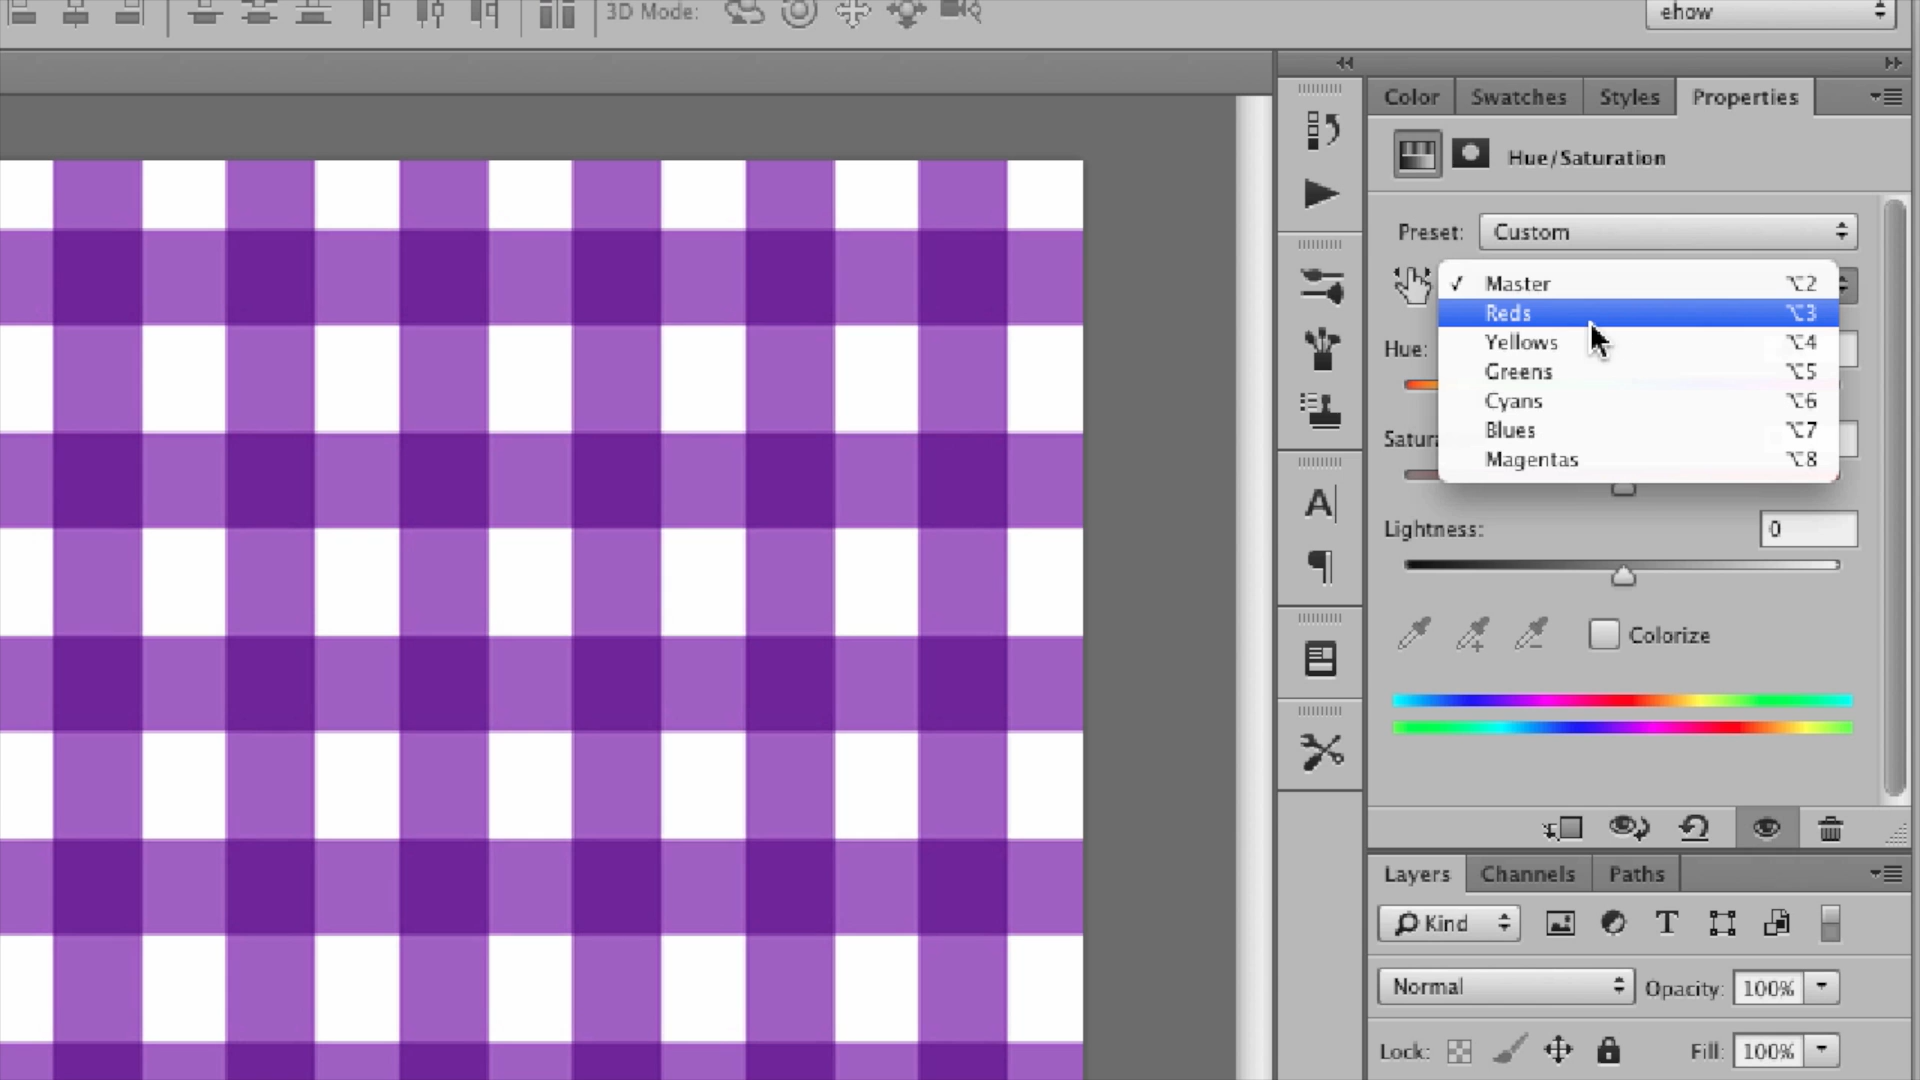 3D Mode:
ehow
Color Swatches Styles Properties
Hue/Saturation
Preset: Custom
✓ Master ⌥2
Reds ⌥3
Yellows ⌥4
Hue:
Greens ⌥5
Cyans ⌥6
Blues ⌥7
Satura
Magentas ⌥8
Lightness: 0
A|
¶
Colorize
Layers Channels Paths
Kind T
Normal Opacity: 100%
Lock: Fill: 100%